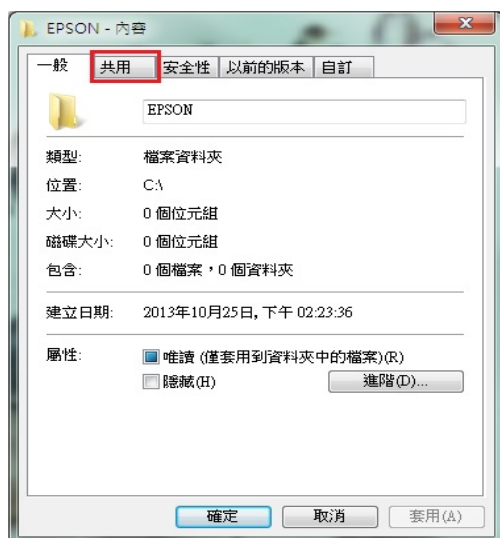 EPSON - 內容
一般 共用 安全性 以前的版本 自訂
EPSON
類型: 檔案資料夾
位置: C:\
大小: 0 個位元組
磁碟大小: 0 個位元組
包含: 0 個檔案，0 個資料夾
建立日期: 2013年10月25日, 下午 02:23:36
屬性: 唯讀 (僅套用到資料夾中的檔案)(R)
隱藏(H) 進階(D)...
確定 取消 套用(A)